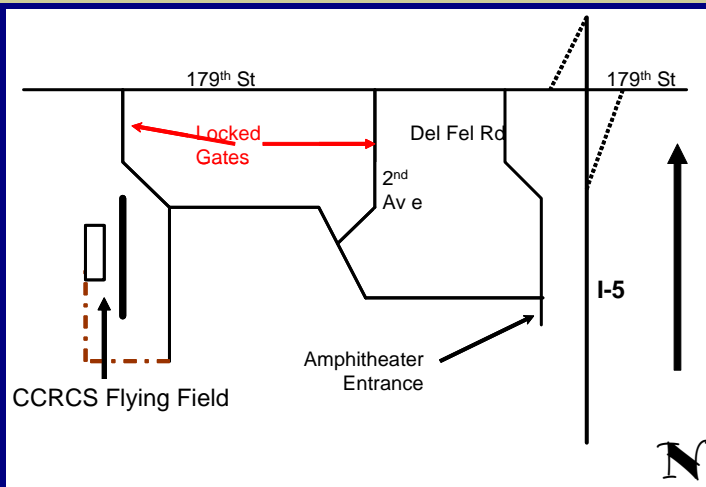 179th St
179th St
Locked
Gates
Del Fel Rd
2nd
Av e
I-5
Amphitheater
Entrance
CCRCS Flying Field
N